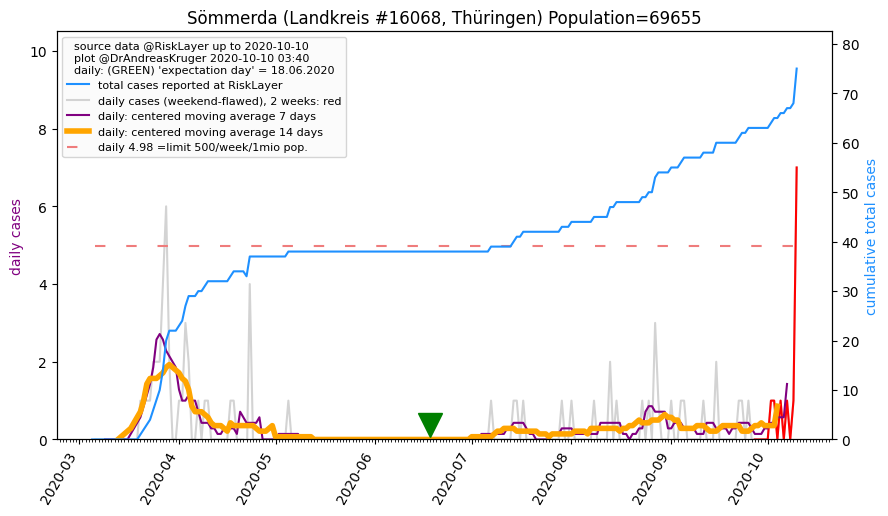 Sömmerda (Landkreis #16068, Thüringen) Population=69655
source data @RiskLayer up to 2020-10-10
plot @DrAndreasKruger 2020-10-10 03:40
daily: (GREEN) 'expectation day' = 18.06.2020
total cases reported at RiskLayer
daily cases (weekend-flawed), 2 weeks: red
daily: centered moving average 7 days
daily: centered moving average 14 days
daily 4.98 =limit 500/week/1mio pop.
daily cases
10
8
6
4
2
0
cumulative total cases
80
70
60
50
40
30
20
10
0
2020-03
2020-04
2020-05
2020-06
2020-07
2020-08
2020-09
2020-10